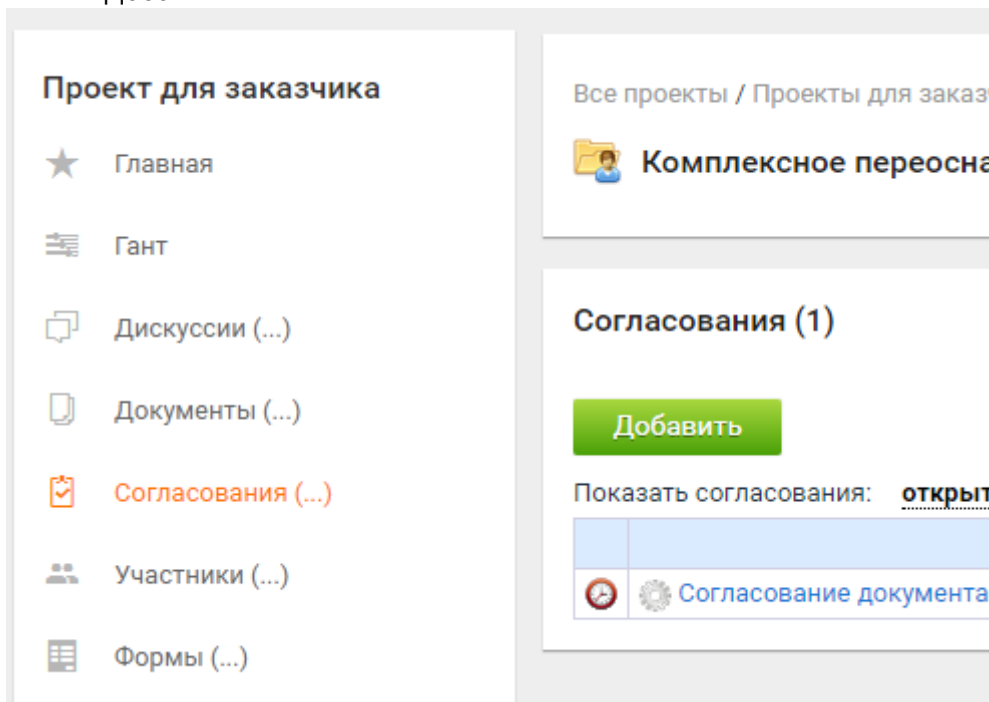 Проект для заказчика
Главная
Гант
Дискуссии (...)
Документы (...)
Согласования (...)
Участники (...)
Формы (...)
Все проекты / Проекты для заказ
Комплексное переосна
Согласования (1)
Добавить
Показать согласования: открыт
Согласование документа